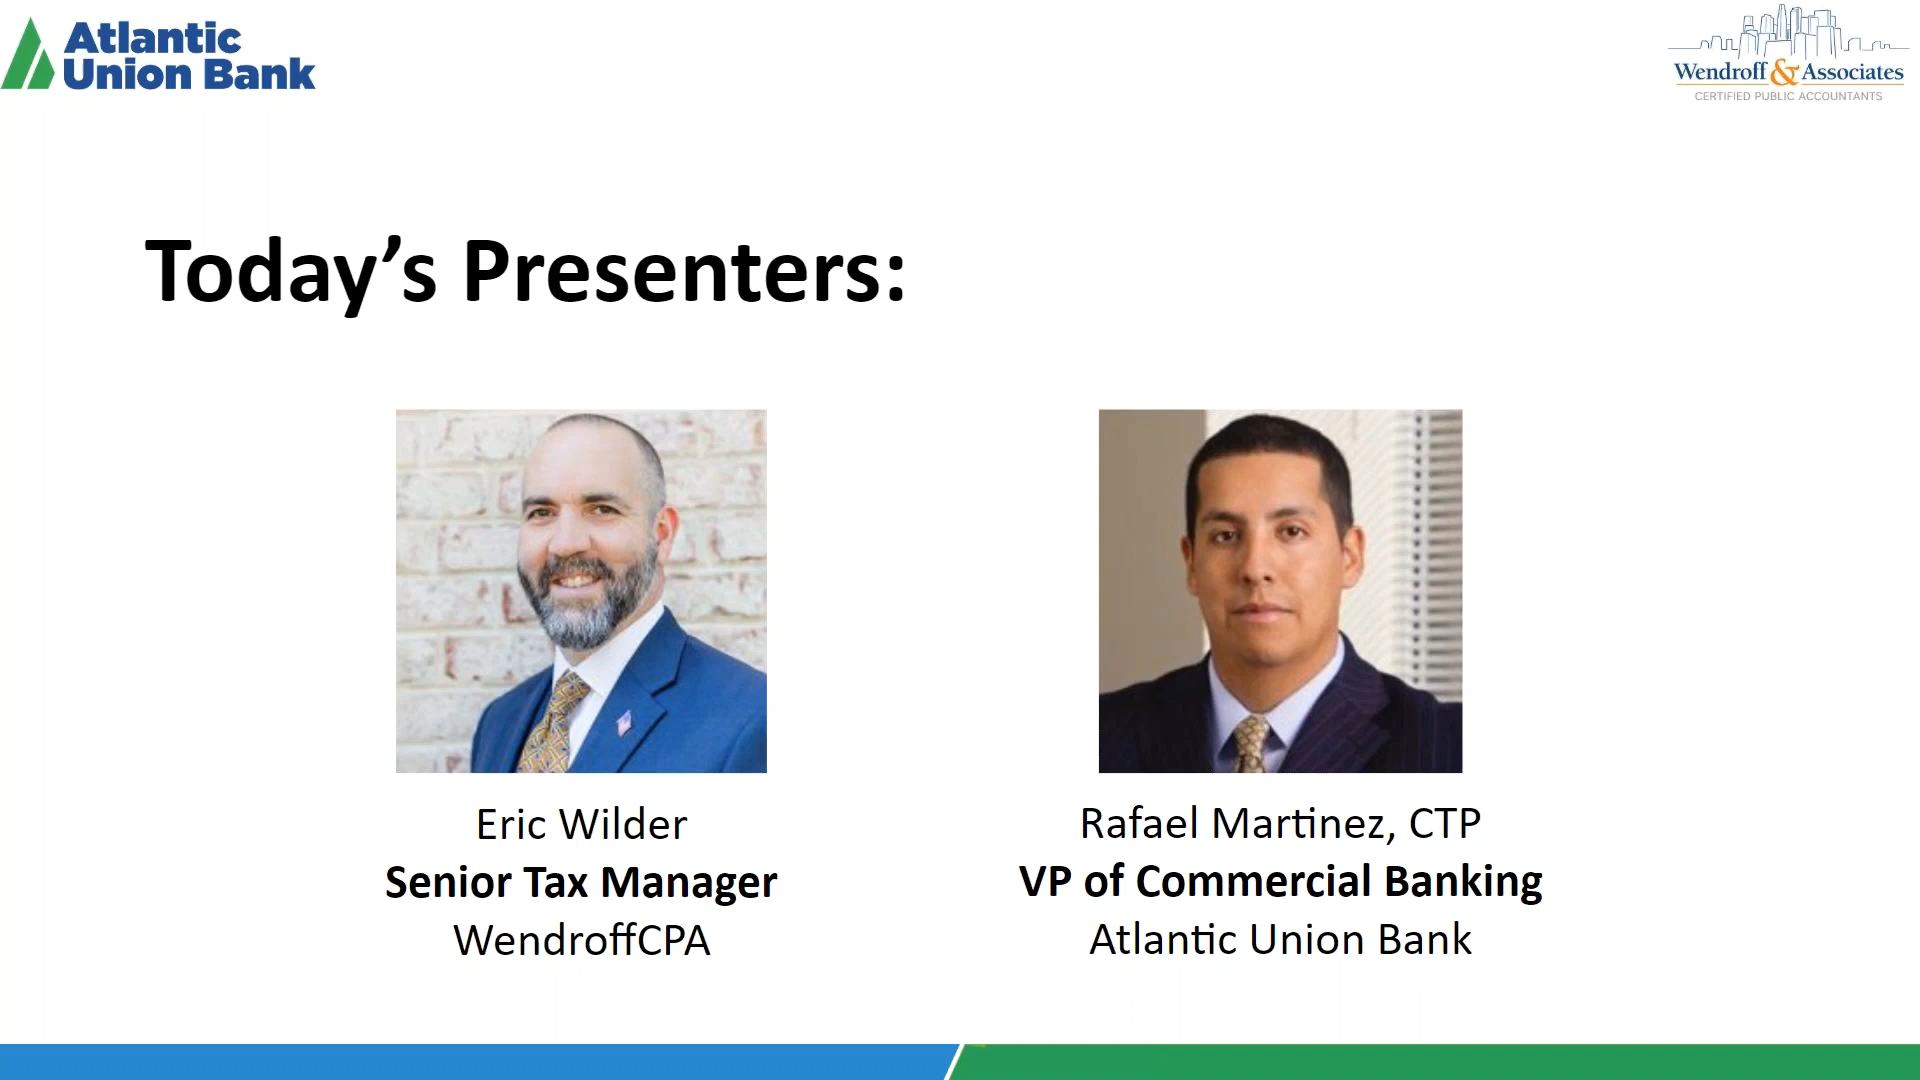 Atlantic
Union Bank
Wendroff & Associates
CERTIFIED PUBLIC ACCOUNTANTS
Today’s Presenters:
Eric Wilder
Senior Tax Manager
WendroffCPA
Rafael Martinez, CTP
VP of Commercial Banking
Atlantic Union Bank